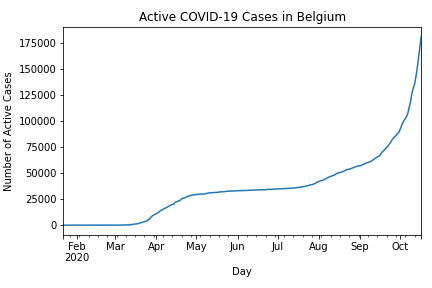 Active COVID-19 Cases in Belgium
175000
150000
125000
100000
75000
50000
25000
0
Number of Active Cases
Feb Mar Apr May Jun Jul Aug Sep Oct
2020
Day